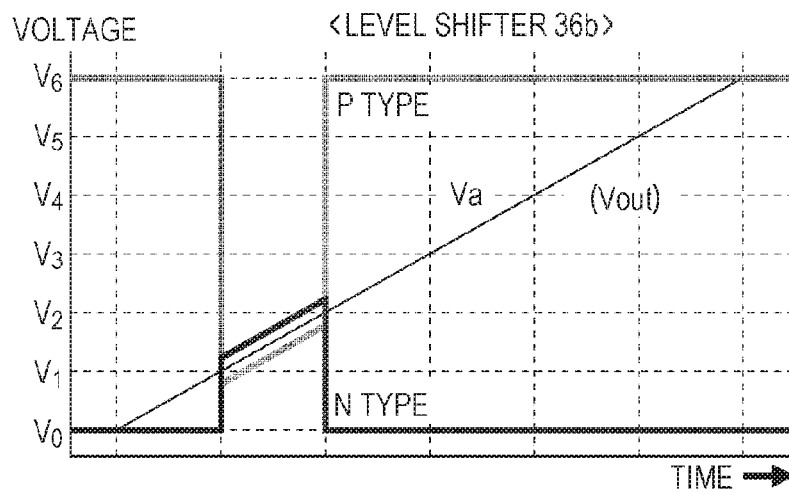 VOLTAGE
<LEVEL SHIFTER 36b>
V6
P TYPE
V5
V4
Va
(Vout)
V3
V2
V1
N TYPE
V0
TIME